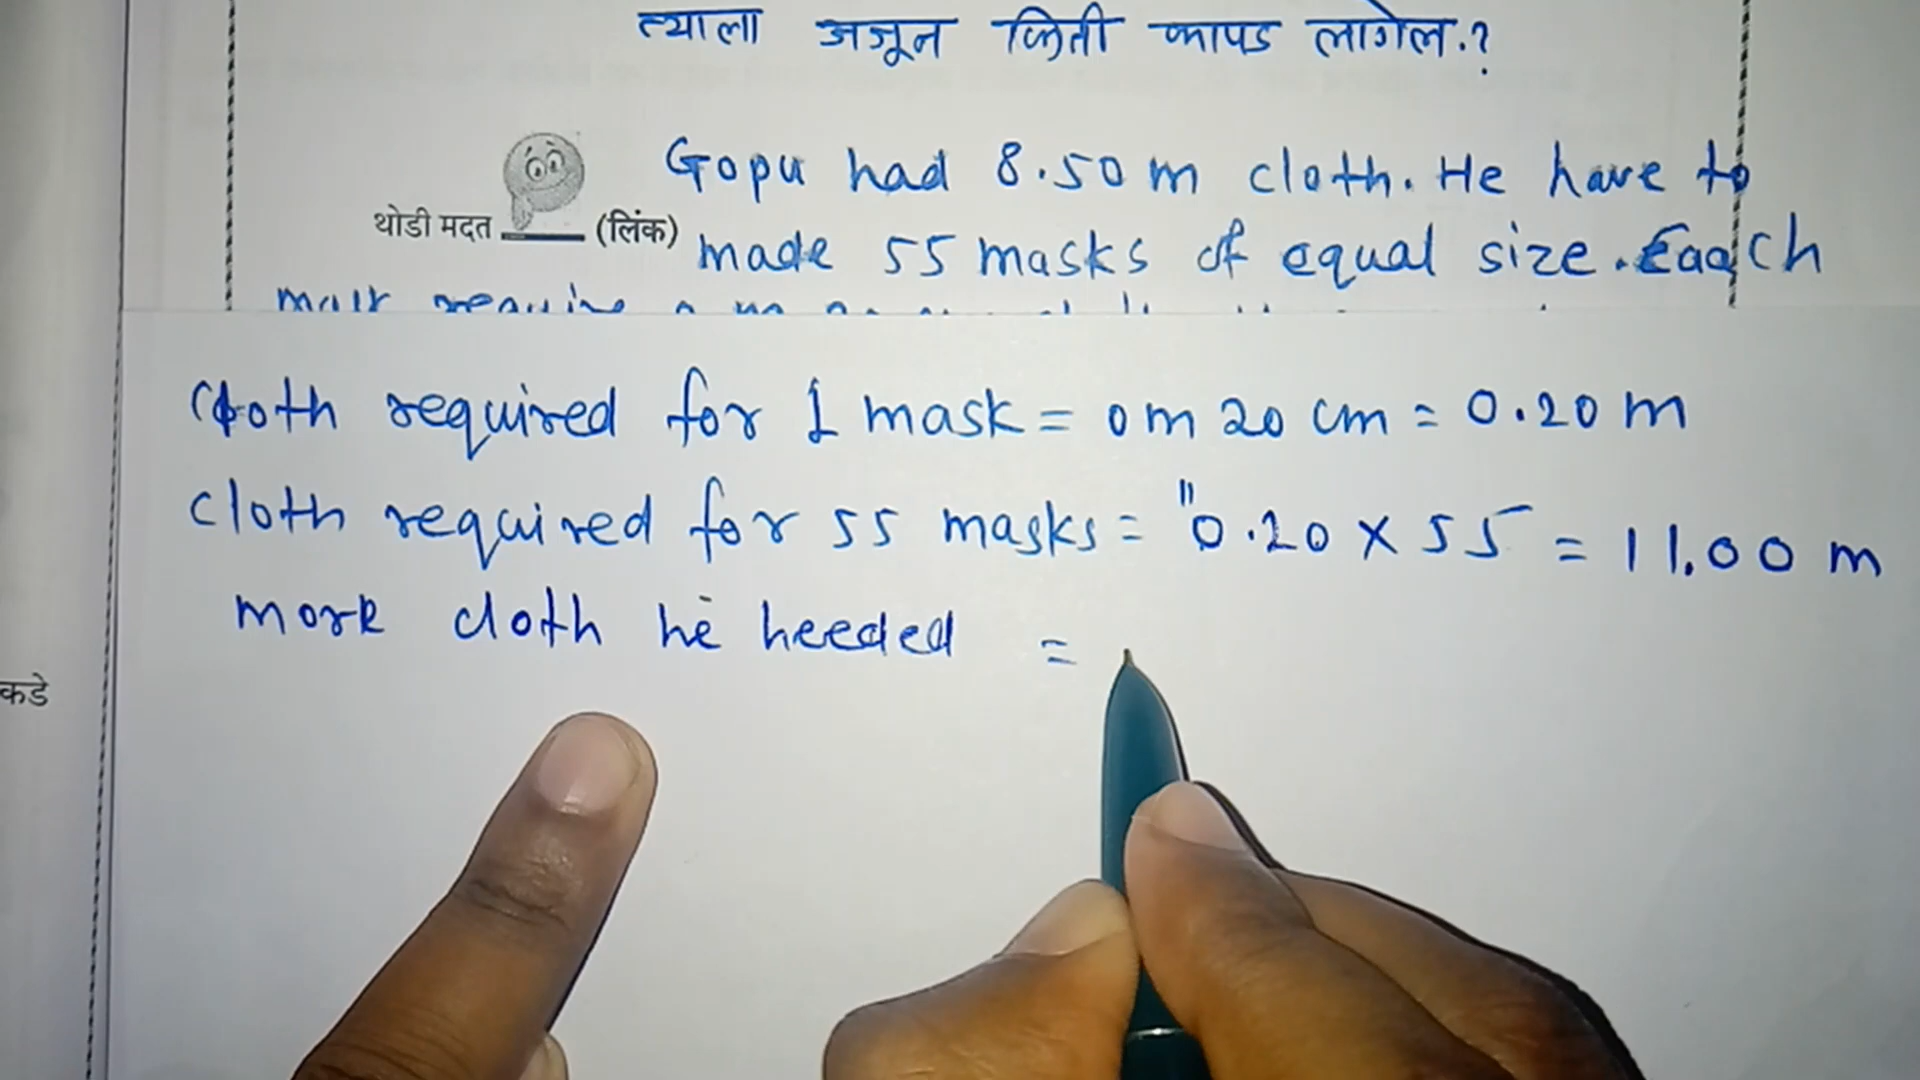 त्याला अजून किती कापड लागेल.?
Gopu had 8.50 m cloth. He have to
थोडी मदत (लिंक)
made 55 masks of equal size. Eaach
Cloth required for 1 mask = 0 m 20 cm = 0.20 m
cloth required for 55 masks = "0.20 × 55 = 11.00 m
more cloth he heeded =
कडे